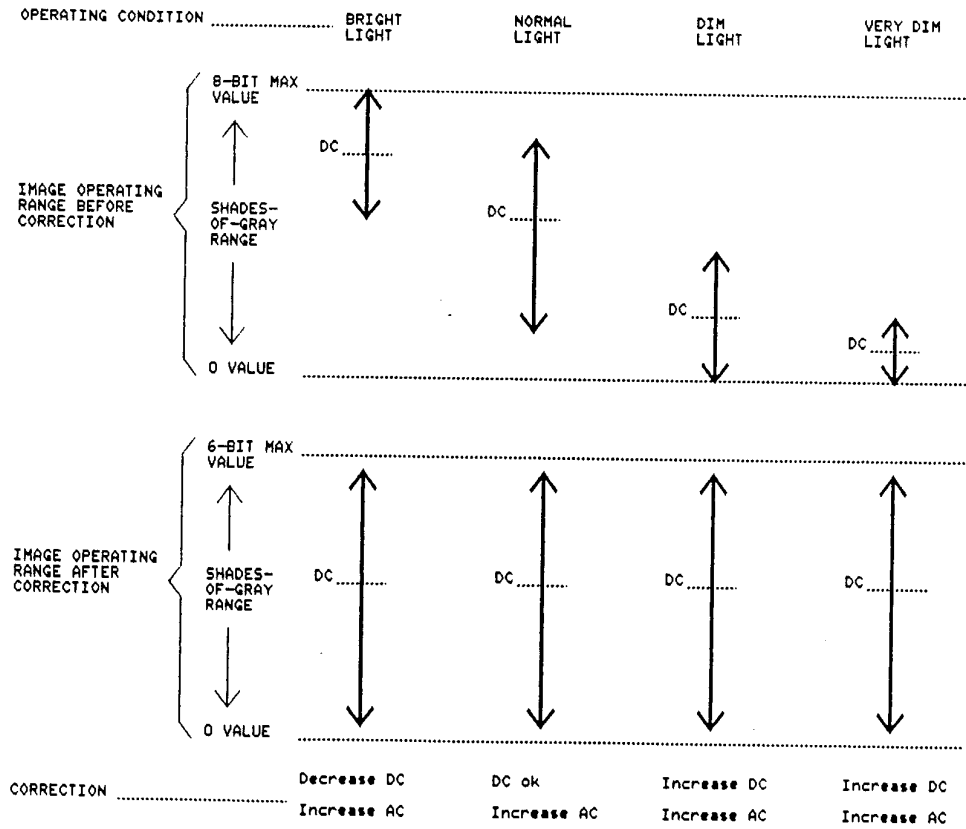 OPERATING CONDITION
BRIGHT
LIGHT
NORMAL
LIGHT
DIM
LIGHT
VERY DIM
LIGHT
8-BIT MAX
VALUE
IMAGE OPERATING
RANGE BEFORE
CORRECTION
SHADES-
OF-GRAY
RANGE
0 VALUE
DC
DC
DC
DC
6-BIT MAX
VALUE
IMAGE OPERATING
RANGE AFTER
CORRECTION
SHADES-
OF-GRAY
RANGE
0 VALUE
DC
DC
DC
DC
CORRECTION
Decrease DC
Increase AC
DC ok
Increase AC
Increase DC
Increase AC
Increase DC
Increase AC